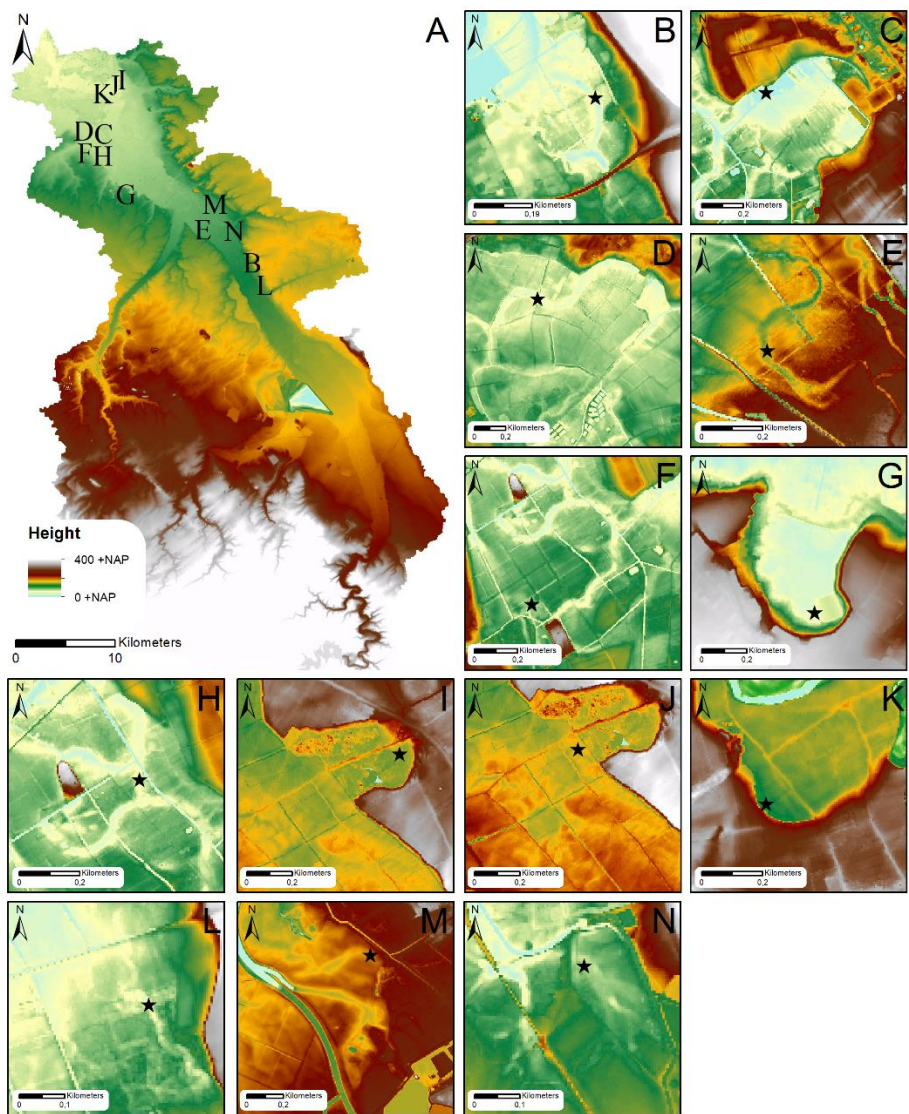 N
A
I
J
K
D C
F H
G
M
E N
B
L
Height
400 +NAP
0 +NAP
Kilometers
0 10
N
B
Kilometers
0 0,19
N
C
Kilometers
0 0,2
N
D
Kilometers
0 0,2
N
E
Kilometers
0 0,2
N
F
Kilometers
0 0,2
N
G
Kilometers
0 0,2
N
H
Kilometers
0 0,2
N
I
Kilometers
0 0,2
N
J
Kilometers
0 0,2
N
K
Kilometers
0 0,2
N
L
Kilometers
0 0,1
N
M
Kilometers
0 0,2
N
N
Kilometers
0 0,1